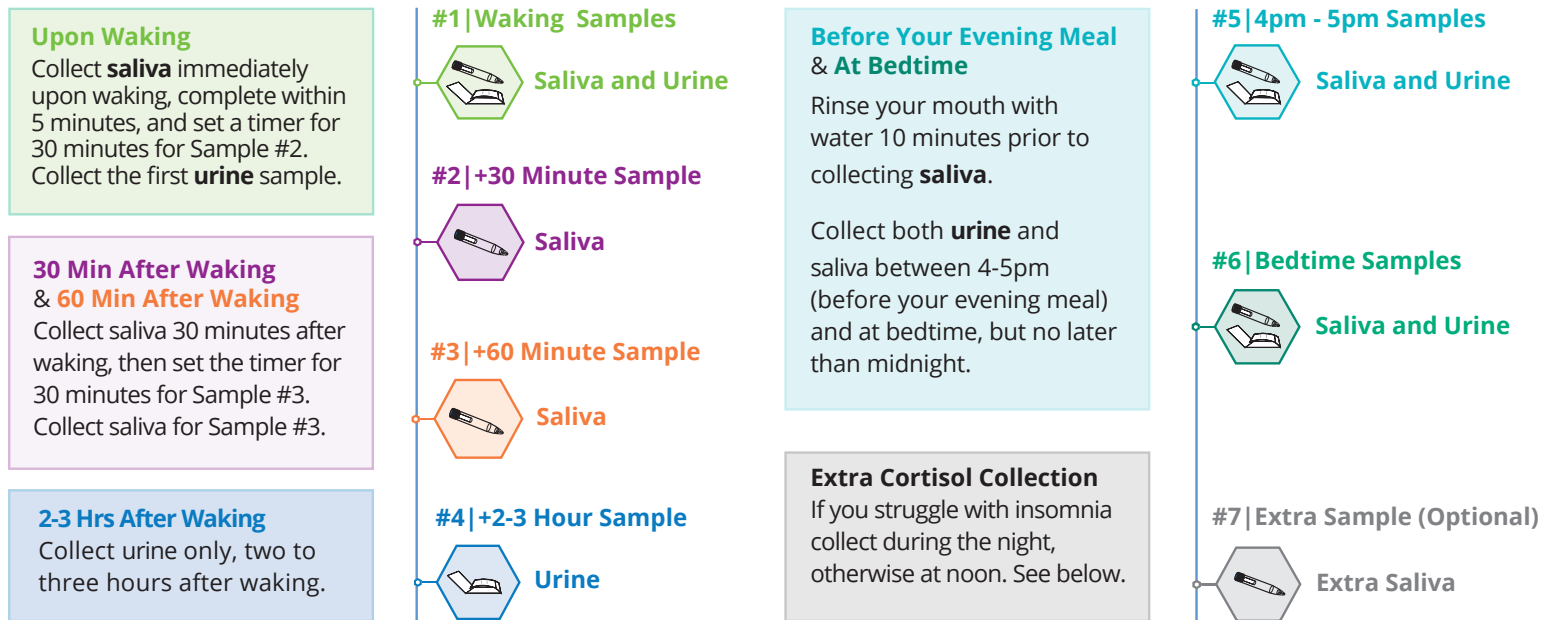 Upon Waking
Collect saliva immediately
upon waking, complete within
5 minutes, and set a timer for
30 minutes for Sample #2.
Collect the first urine sample.
30 Min After Waking
& 60 Min After Waking
Collect saliva 30 minutes after
waking, then set the timer for
30 minutes for Sample #3.
Collect saliva for Sample #3.
2-3 Hrs After Waking
Collect urine only, two to
three hours after waking.
#1|Waking Samples
Saliva and Urine
#2|+30 Minute Sample
Saliva
#3|+60 Minute Sample
Saliva
#4|+2-3 Hour Sample
Urine
Before Your Evening Meal
& At Bedtime
Rinse your mouth with
water 10 minutes prior to
collecting saliva.
Collect both urine and
saliva between 4-5pm
(before your evening meal)
and at bedtime, but no later
than midnight.
Extra Cortisol Collection
If you struggle with insomnia
collect during the night,
otherwise at noon. See below.
#5|4pm - 5pm Samples
Saliva and Urine
#6|Bedtime Samples
Saliva and Urine
#7|Extra Sample (Optional)
Extra Saliva